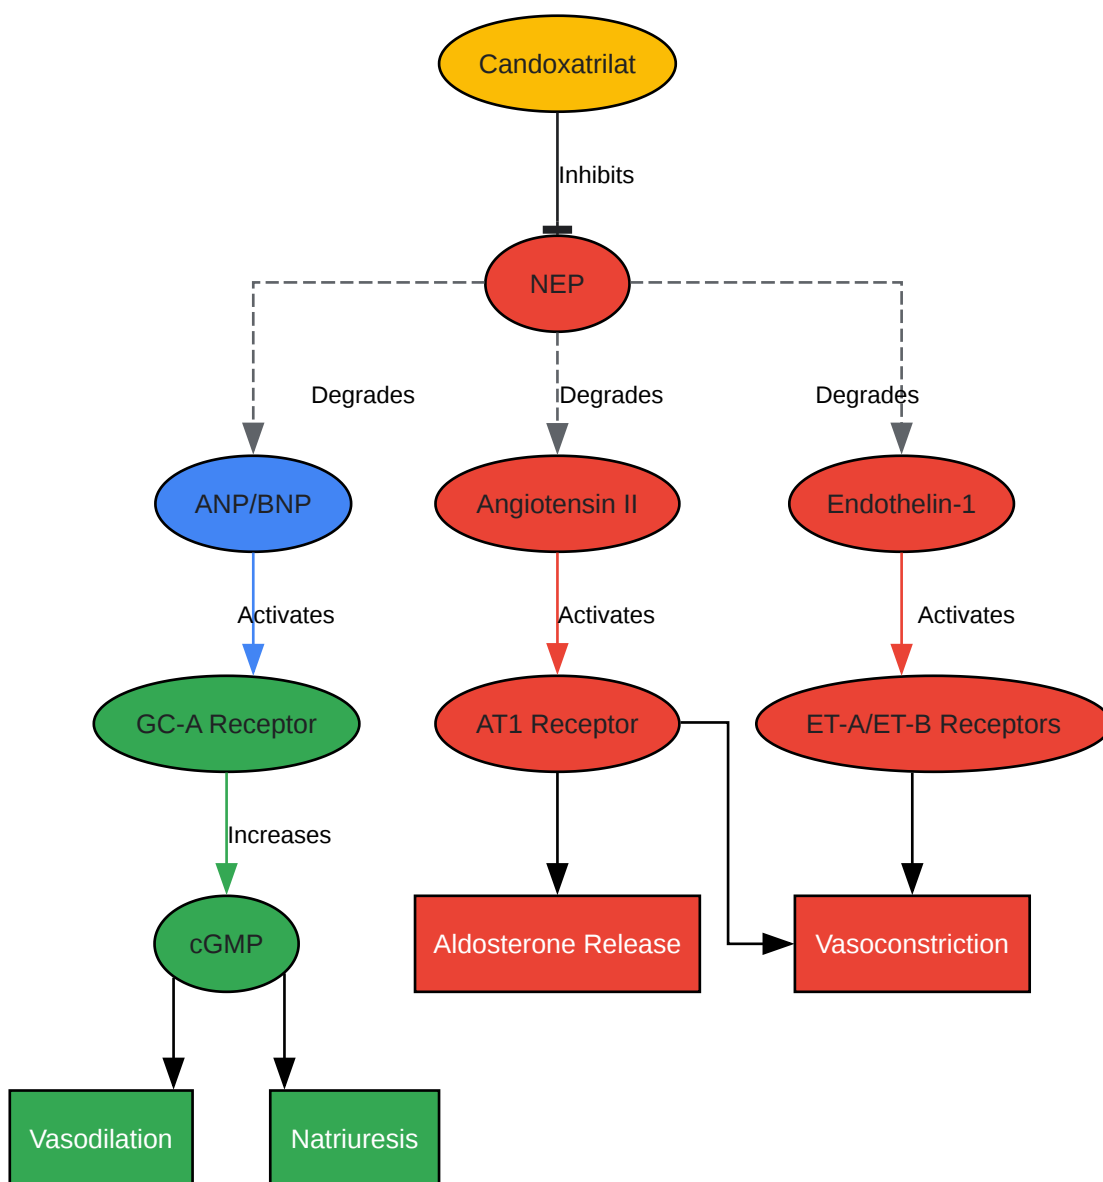 Candoxatrilat
Inhibits
NEP
Degrades
Degrades
Degrades
ANP/BNP
Angiotensin II
Endothelin-1
Activates
Activates
Activates
GC-A Receptor
AT1 Receptor
ET-A/ET-B Receptors
Increases
cGMP
Aldosterone Release
Vasoconstriction
Vasodilation
Natriuresis